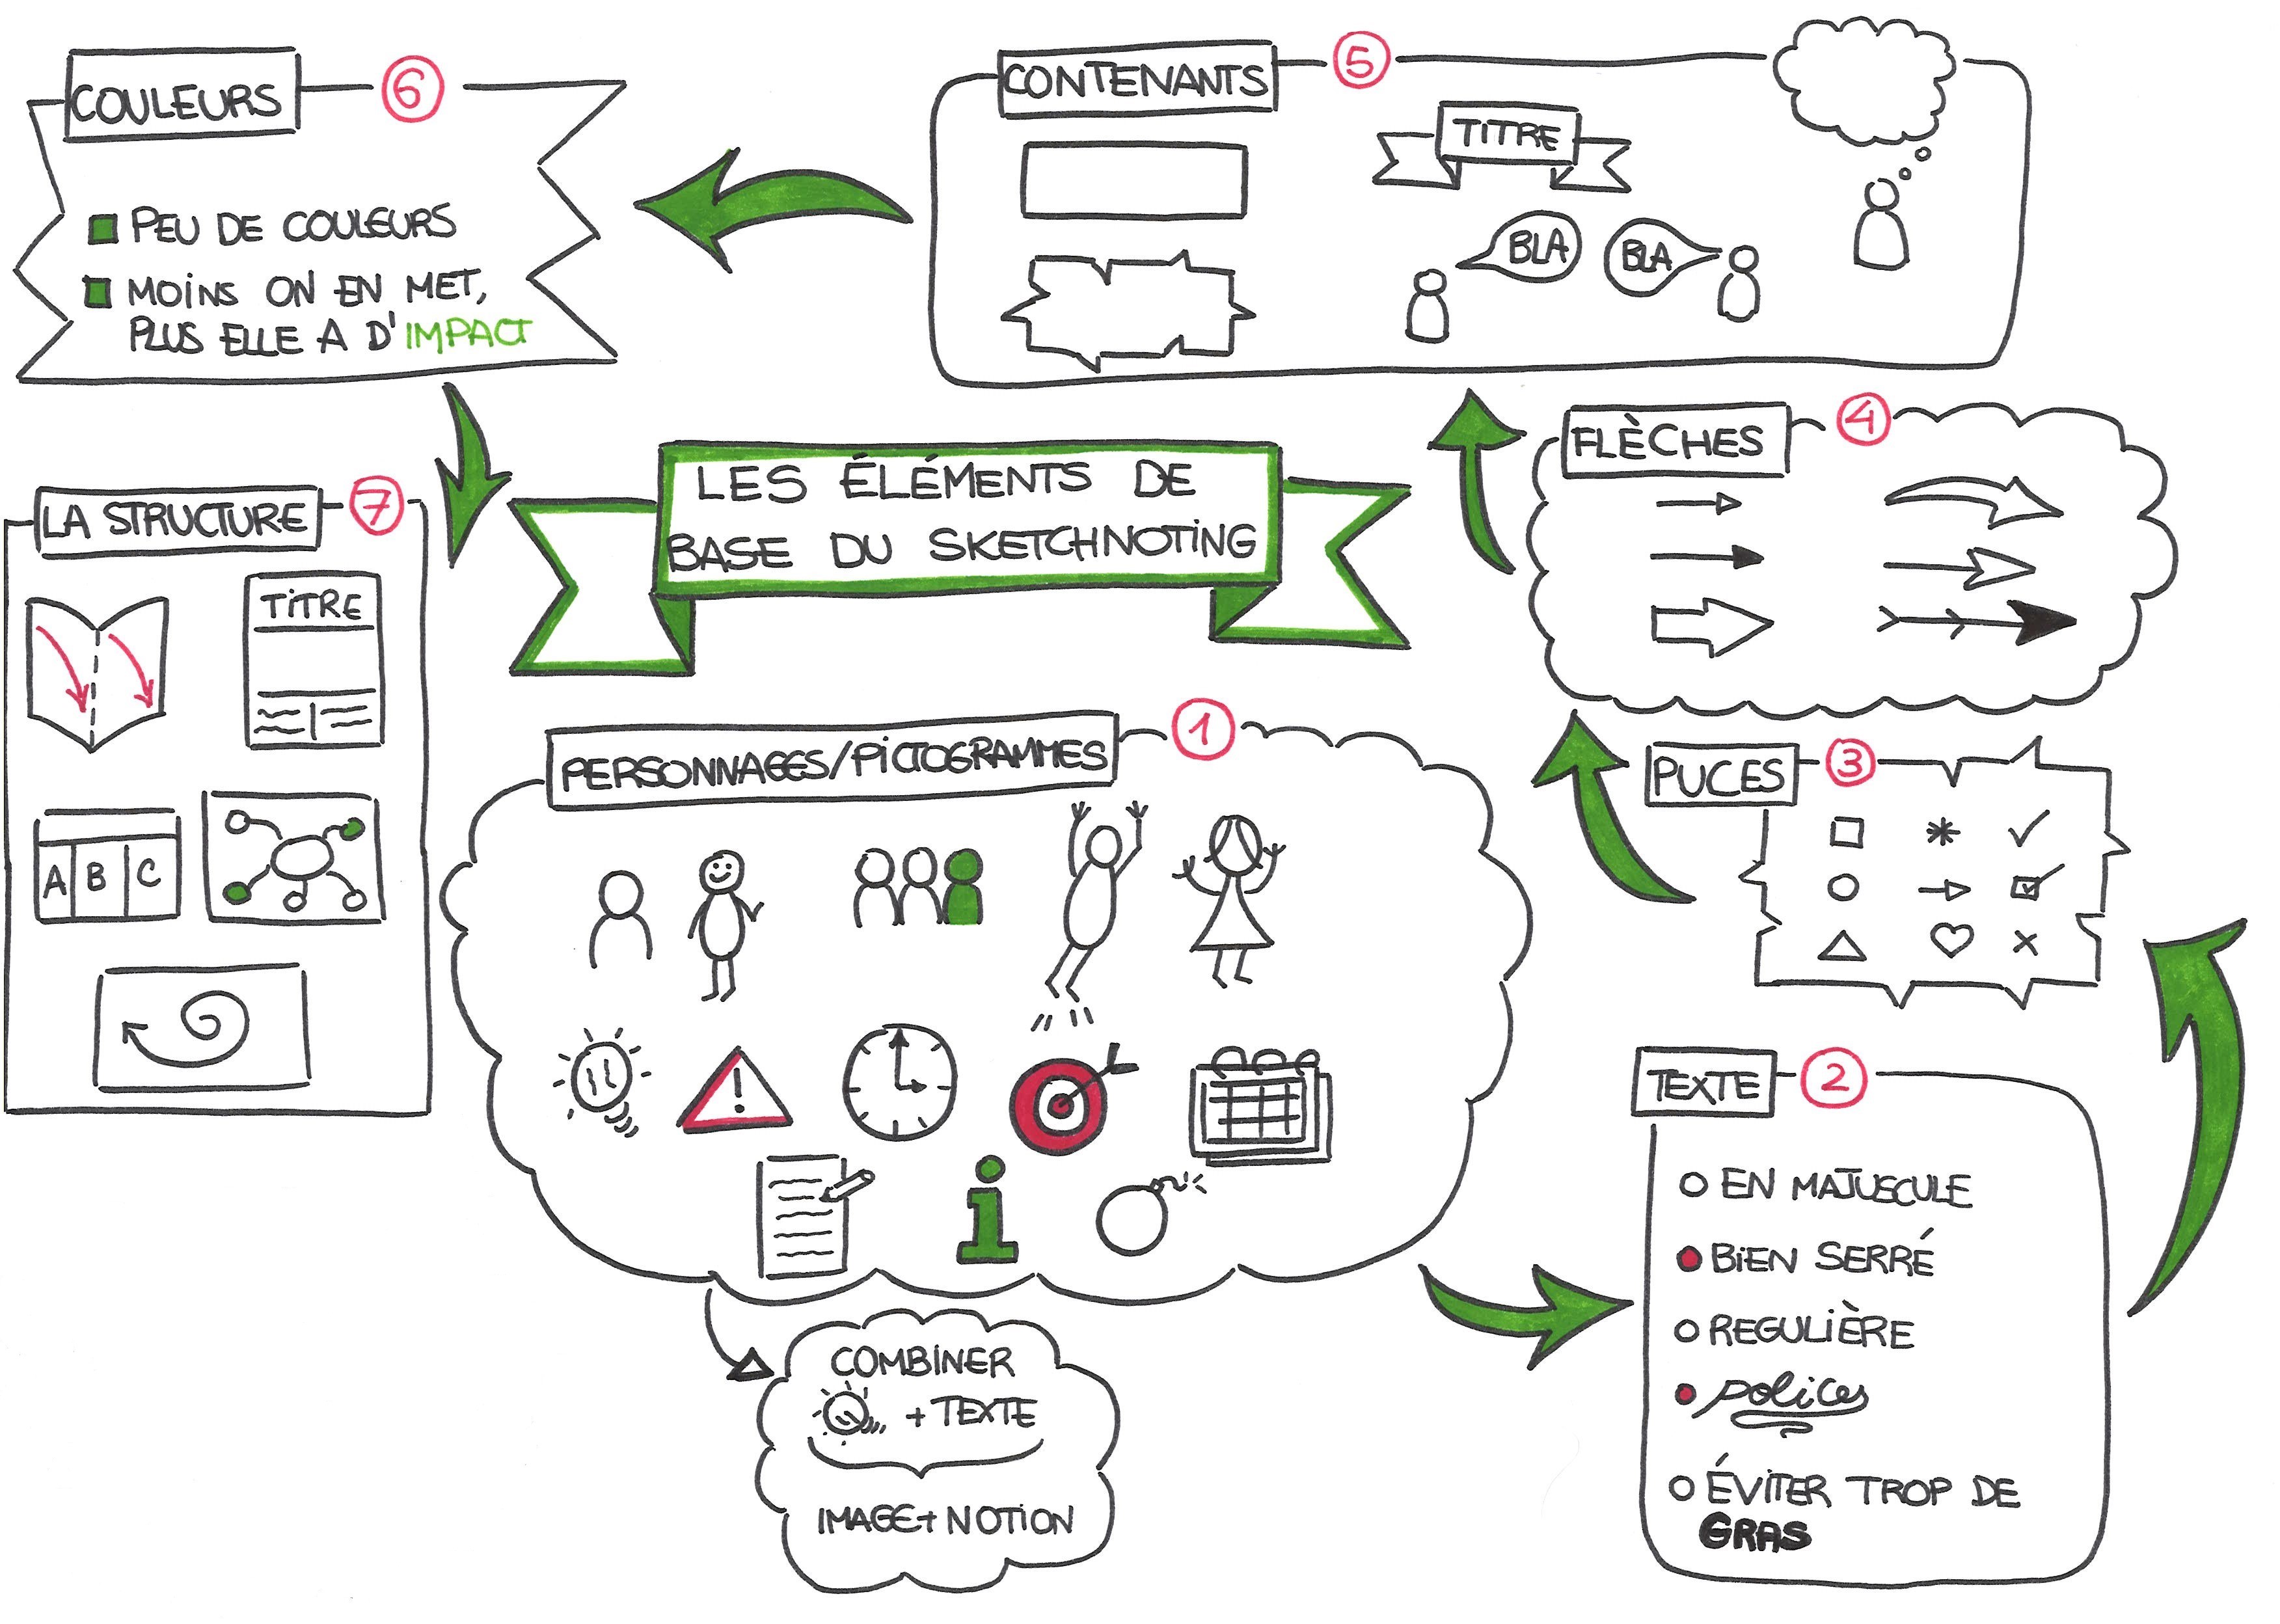 LES ÉLÉMENTS DE
BASE DU SKETCHNOTING
PERSONNAGES/PICTOGRAMMES
1
!
i
COMBINER
+ TEXTE
IMAGE+ NOTION
TEXTE
2
EN MAJUSCULE
BIEN SERRÉ
REGULIÈRE
polices
ÉVITER TROP DE
GRAS
PUCES
3
FLÈCHES
4
CONTENANTS
5
TITRE
BLA
BLA
COULEURS
6
PEU DE COULEURS
MOINS ON EN MET,
PLUS ELLE A D'IMPACT
LA STRUCTURE
7
TITRE
A B C